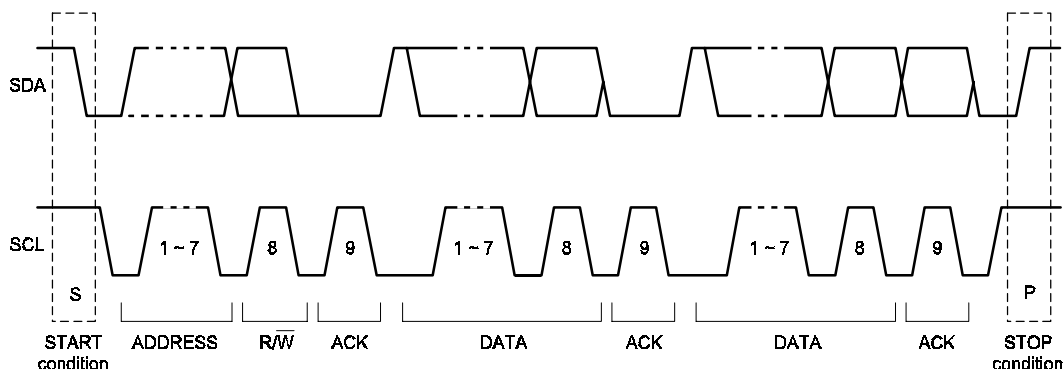 SDA
SCL
1 ~ 7 8 9 1 ~ 7 8 9 1 ~ 7 8 9
S P
START condition ADDRESS R/W̅ ACK DATA ACK DATA ACK STOP condition